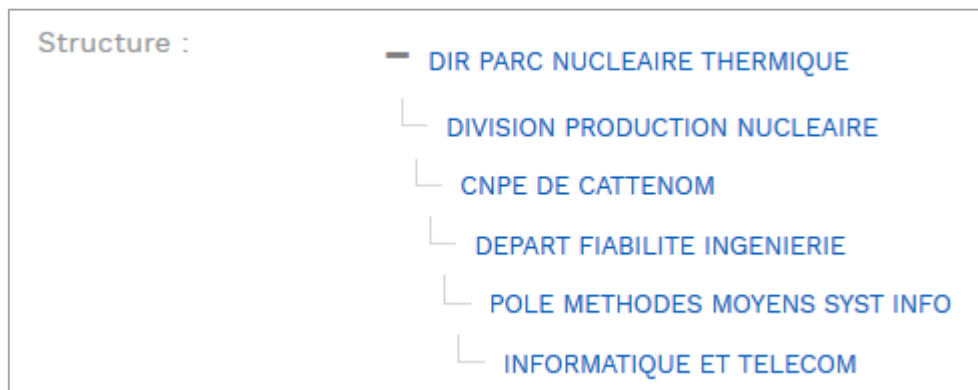 Structure :
DIR PARC NUCLEAIRE THERMIQUE
DIVISION PRODUCTION NUCLEAIRE
CNPE DE CATTENOM
DEPART FIABILITE INGENIERIE
POLE METHODES MOYENS SYST INFO
INFORMATIQUE ET TELECOM